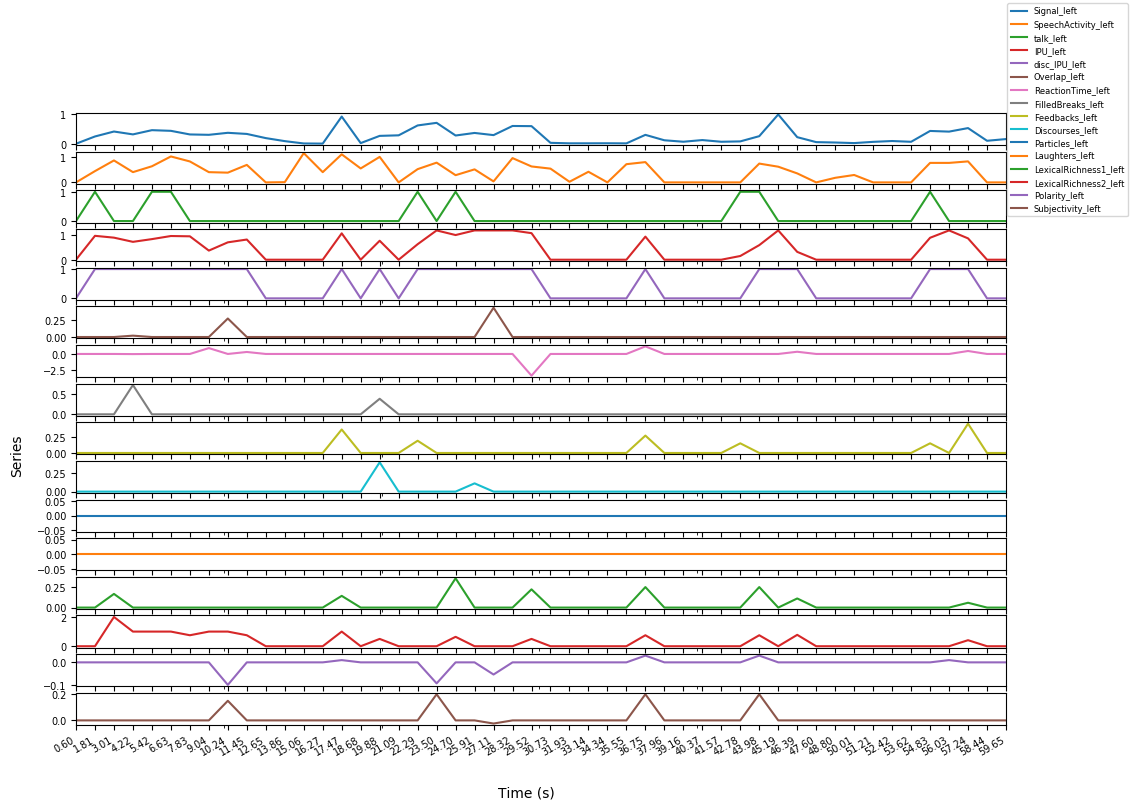 Signal_left
SpeechActivity_left
talk_left
IPU_left
disc_IPU_left
Overlap_left
ReactionTime_left
FilledBreaks_left
Feedbacks_left
Discourses_left
Particles_left
Laughters_left
LexicalRichness1_left
LexicalRichness2_left
Polarity_left
Subjectivity_left
1
0
1
0
1
0
1
0
1
0
0.25
0.00
0.0
−2.5
0.5
0.0
0.25
0.00
0.25
0.00
0.05
0.00
−0.05
0.05
0.00
−0.05
0.25
0.00
2
0
0.0
−0.1
0.2
0.0
Series
0.60 1.81 3.01 4.22 5.42 6.63 7.83 9.04 10.24 11.45 12.65 13.86 15.06 16.27 17.47 18.68 19.88 21.09 22.29 23.50 24.70 25.91 27.11 28.32 29.52 30.73 31.93 33.14 34.34 35.55 36.75 37.96 39.16 40.37 41.57 42.78 43.98 45.19 46.39 47.60 48.80 50.01 51.21 52.42 53.62 54.83 56.03 57.24 58.44 59.65
Time (s)